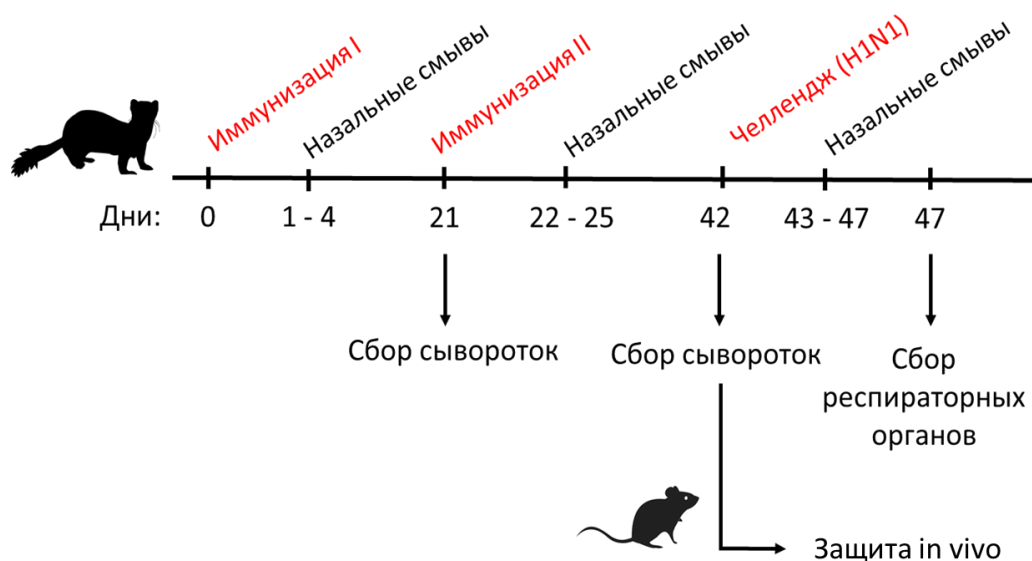 Иммунизация I
Назальные смывы
Иммунизация II
Назальные смывы
Челлендж (H1N1)
Назальные смывы
Дни: 0 1 - 4 21 22 - 25 42 43 - 47 47
Сбор сывороток
Сбор сывороток
Сбор
респираторных
органов
Защита in vivo